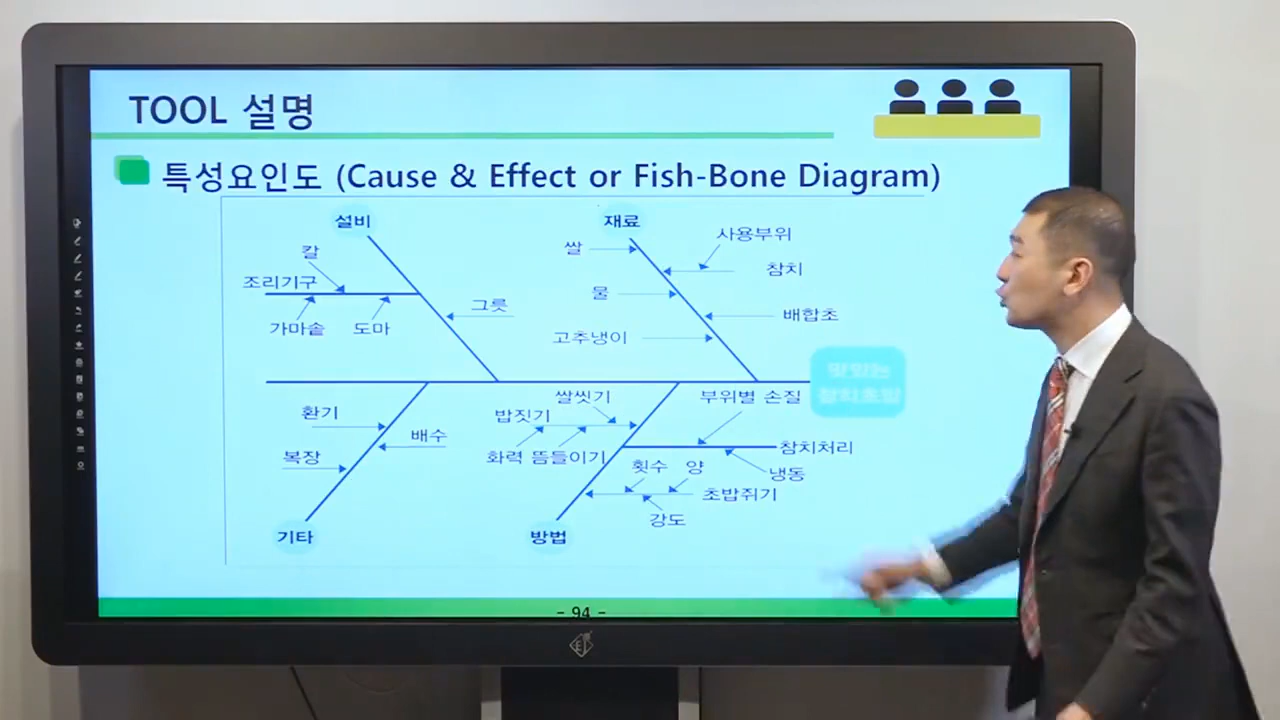 TOOL 설명
특성요인도 (Cause & Effect or Fish-Bone Diagram)
설비
재료
칼
쌀
사용부위
조리기구
참치
물
그릇
가마솥
도마
배합초
고추냉이
환기
쌀씻기
부위별 손질
밥짓기
배수
복장
화력 뜸들이기
참치처리
횟수
양
냉동
초밥쥐기
강도
기타
방법
- 94 -